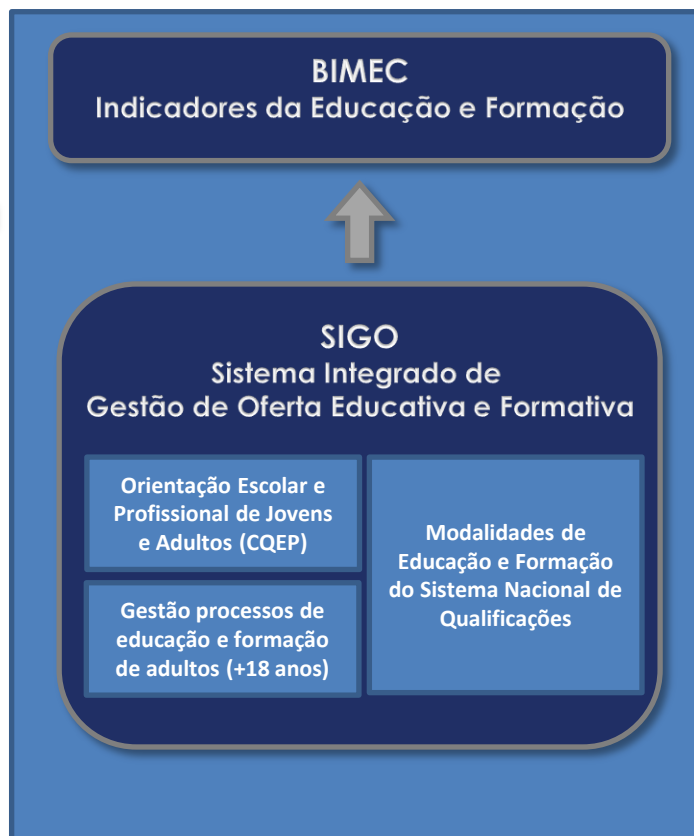 BIMEC
Indicadores da Educação e Formação
SIGO
Sistema Integrado de
Gestão de Oferta Educativa e Formativa
Orientação Escolar e
Profissional de Jovens
e Adultos (CQEP)
Gestão processos de
educação e formação
de adultos (+18 anos)
Modalidades de
Educação e Formação
do Sistema Nacional de
Qualificações